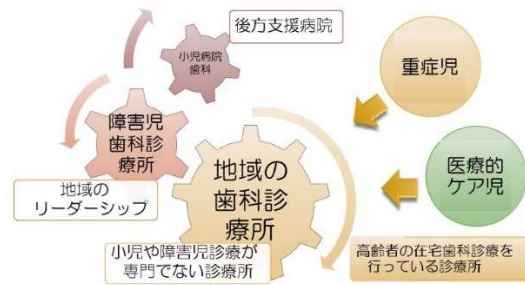 後方支援病院
小児病院
歯科
重症児
障害児
歯科診
療所
地域の
歯科診
療所
医療的
ケア児
地域の
リーダーシップ
小児や障害児診療が
専門でない診療所
高齢者の在宅歯科診療を
行っている診療所